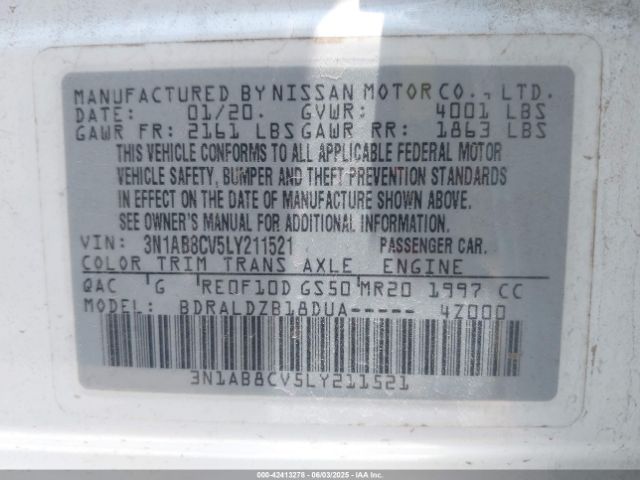 MANUFACTURED BY NISSAN MOTOR CO., LTD.
DATE: 01/20. GVWR: 4001 LBS
GAWR FR: 2161 LBS GAWR RR: 1863 LBS
THIS VEHICLE CONFORMS TO ALL APPLICABLE FEDERAL MOTOR
VEHICLE SAFETY, BUMPER AND THEFT PREVENTION STANDARDS
IN EFFECT ON THE DATE OF MANUFACTURE SHOWN ABOVE.
SEE OWNER'S MANUAL FOR ADDITIONAL INFORMATION.
VIN: 3N1AB8CV5LY211521 PASSENGER CAR.
COLOR TRIM TRANS AXLE ENGINE
QAC G RE0F10D GS50 MR20 1997 CC
MODEL: BDRALDZB18DUA----- 4Z000
3N1AB8CV5LY211521
000-42413278 - 06/03/2025 - IAAI.COM